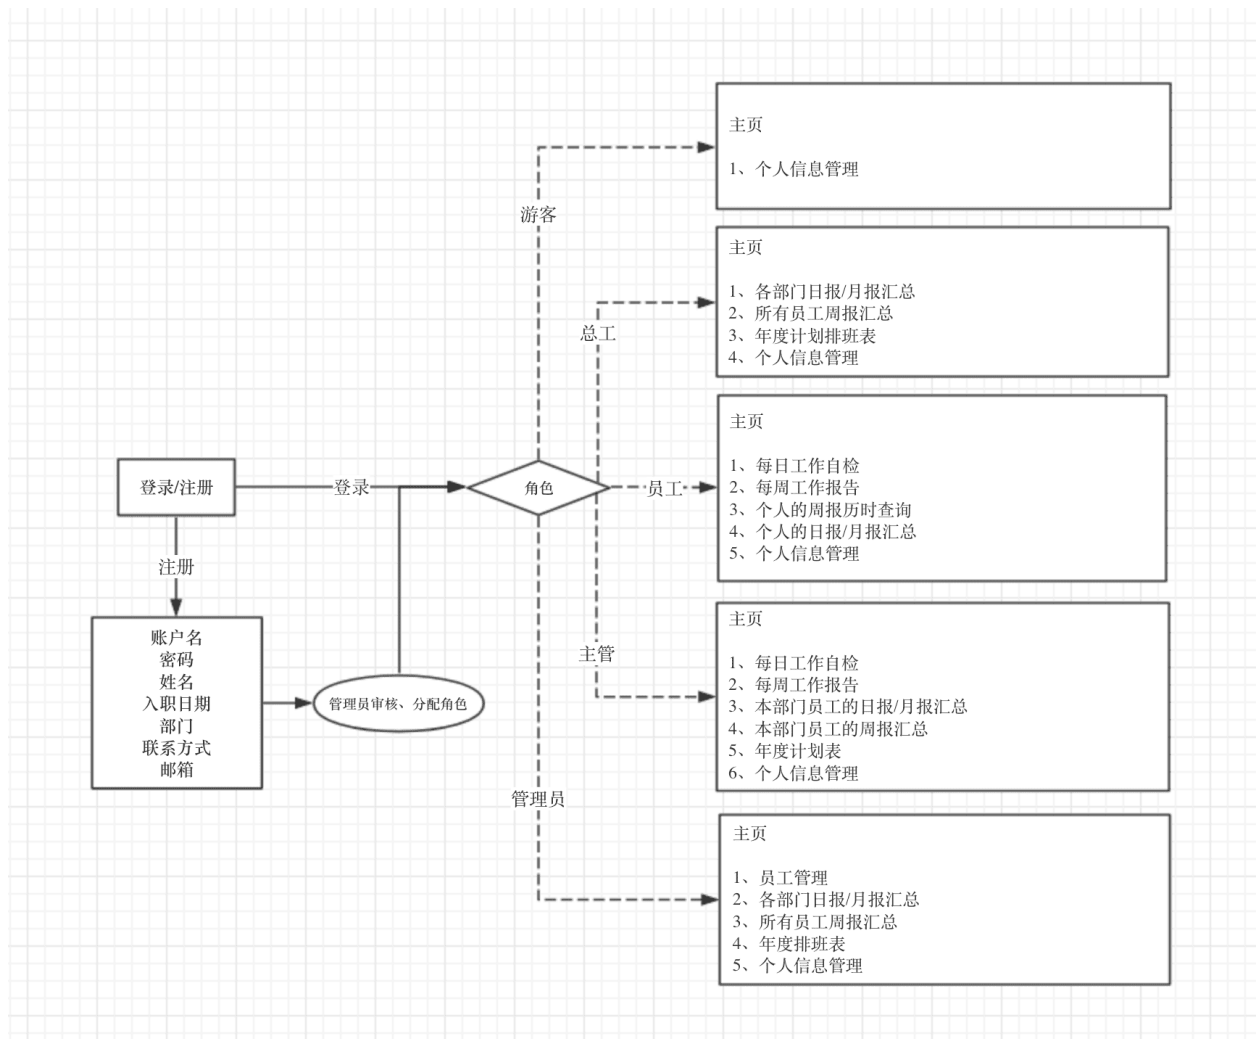 主页
1、个人信息管理
游客
主页
1、各部门日报/月报汇总
2、所有员工周报汇总
3、年度计划排班表
4、个人信息管理
总工
主页
1、每日工作自检
2、每周工作报告
3、个人的周报历时查询
4、个人的日报/月报汇总
5、个人信息管理
登录/注册
登录
角色
员工
注册
账户名
密码
姓名
入职日期
部门
联系方式
邮箱
管理员审核、分配角色
主管
主页
1、每日工作自检
2、每周工作报告
3、本部门员工的日报/月报汇总
4、本部门员工的周报汇总
5、年度计划表
6、个人信息管理
管理员
主页
1、员工管理
2、各部门日报/月报汇总
3、所有员工周报汇总
4、年度排班表
5、个人信息管理